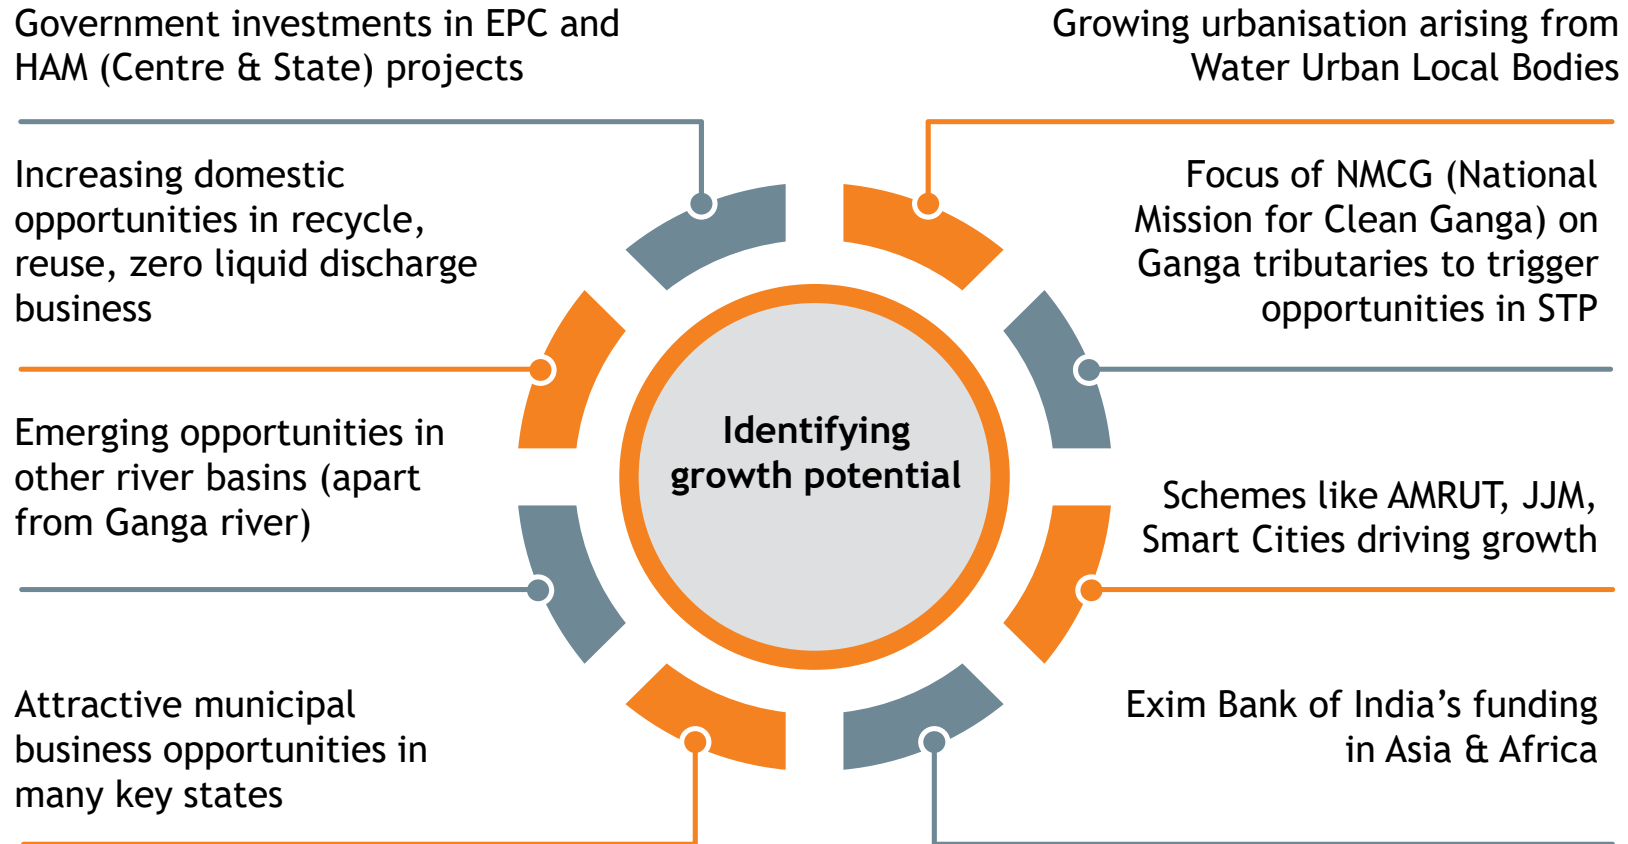 Government investments in EPC and
HAM (Centre & State) projects
Increasing domestic
opportunities in recycle,
reuse, zero liquid discharge
business
Emerging opportunities in
other river basins (apart
from Ganga river)
Attractive municipal
business opportunities in
many key states
Identifying
growth potential
Growing urbanisation arising from
Water Urban Local Bodies
Focus of NMCG (National
Mission for Clean Ganga) on
Ganga tributaries to trigger
opportunities in STP
Schemes like AMRUT, JJM,
Smart Cities driving growth
Exim Bank of India’s funding
in Asia & Africa